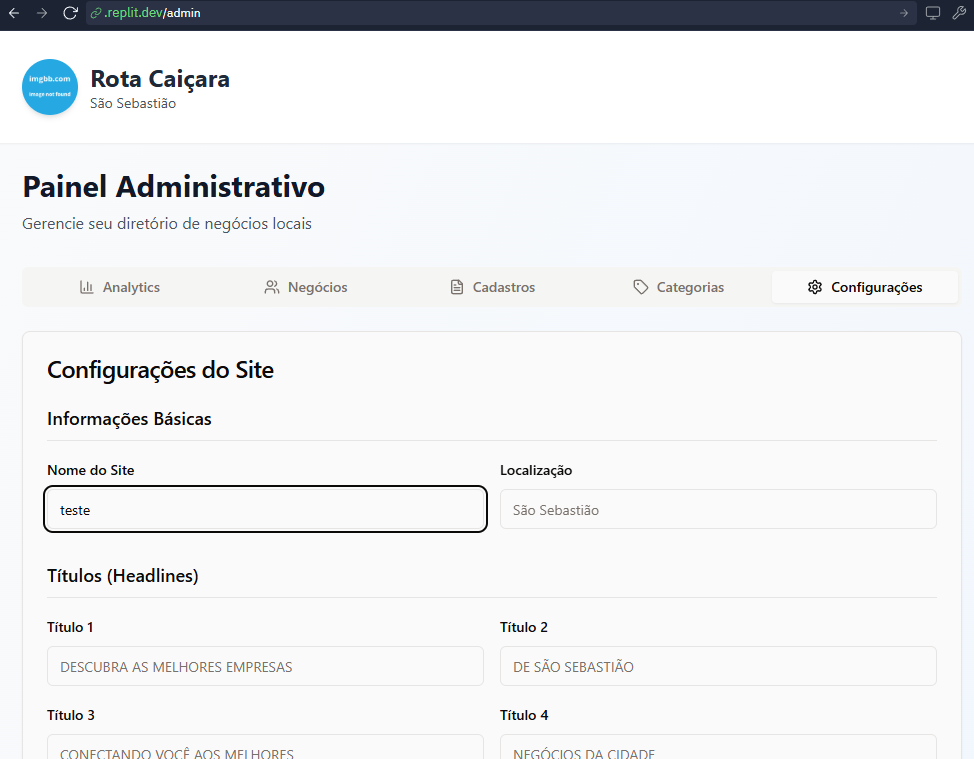 .replit.dev/admin
imgbb.com
image not found
Rota Caiçara
São Sebastião
Painel Administrativo
Gerencie seu diretório de negócios locais
Analytics
Negócios
Cadastros
Categorias
Configurações
Configurações do Site
Informações Básicas
Nome do Site
Localização
teste
São Sebastião
Títulos (Headlines)
Título 1
Título 2
DESCUBRA AS MELHORES EMPRESAS
DE SÃO SEBASTIÃO
Título 3
Título 4
CONECTANDO VOCÊ AOS MELHORES
NEGÓCIOS DA CIDADE